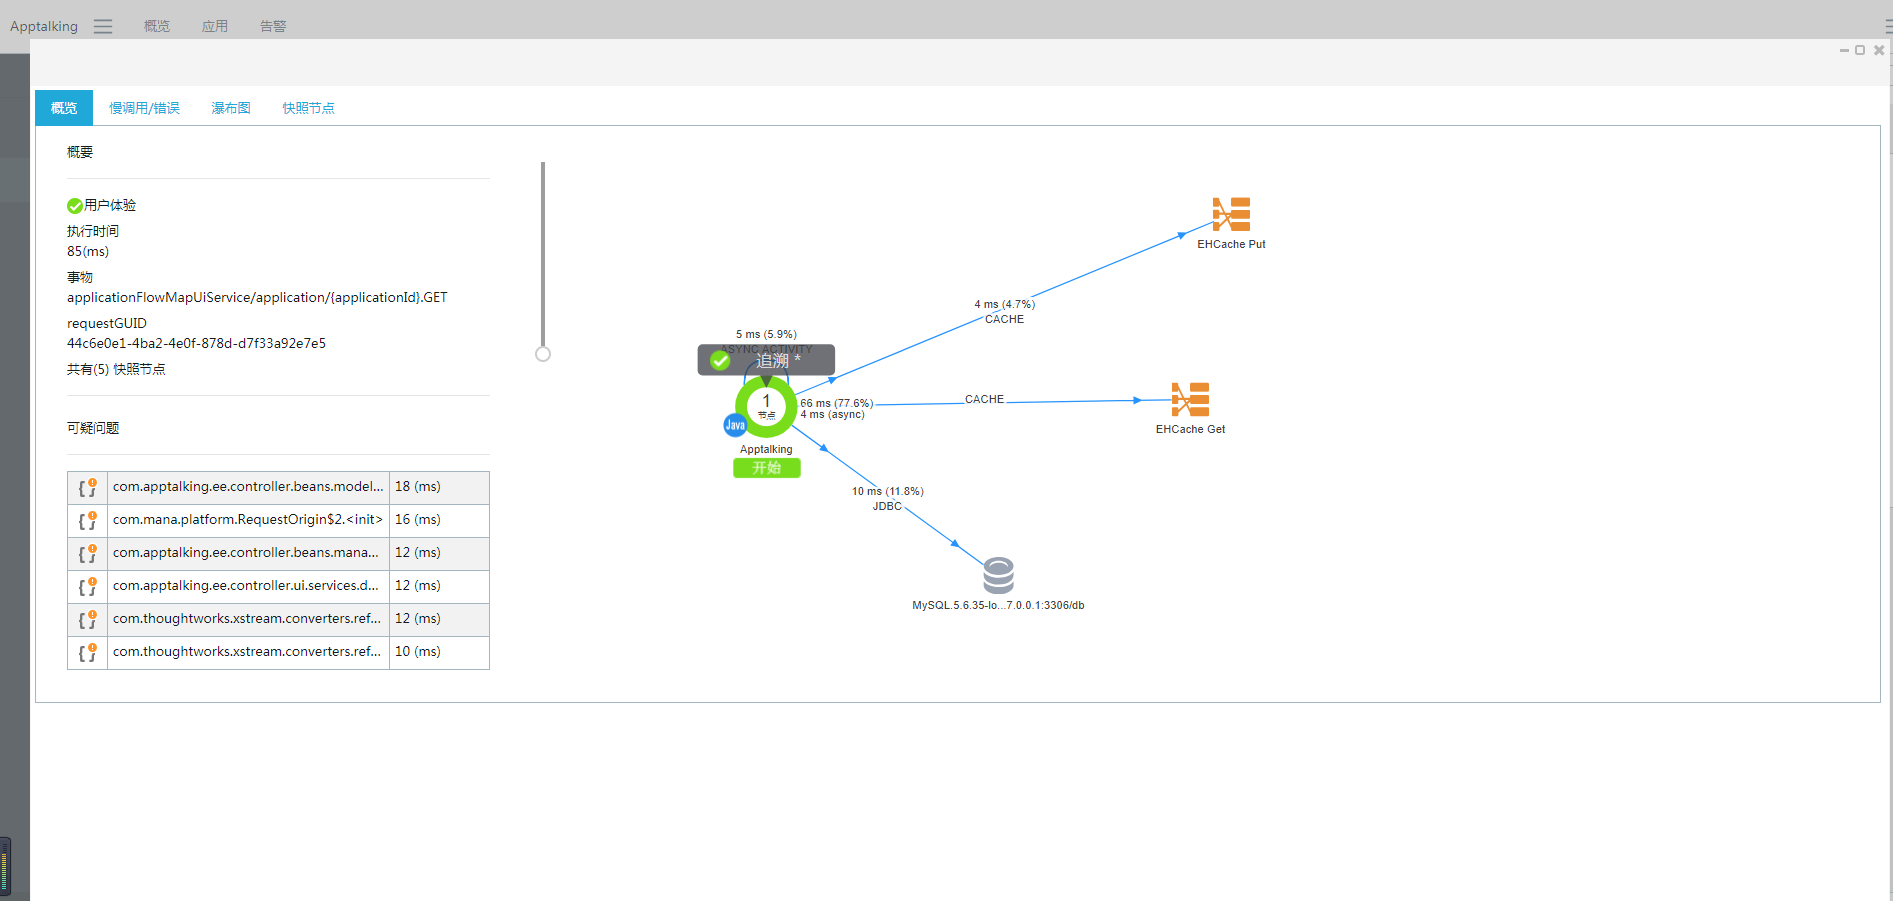 Apptalking 概览 应用 告警
概览 慢调用/错误 瀑布图 快照节点
概要
用户体验
执行时间
85(ms)
事物
applicationFlowMapUiService/application/{applicationId}.GET
requestGUID
44c6e0e1-4ba2-4e0f-878d-d7f33a92e7e5
共有(5) 快照节点
可疑问题
com.apptalking.ee.controller.beans.model... 18 (ms)
com.mana.platform.RequestOrigin$2.<init> 16 (ms)
com.apptalking.ee.controller.beans.mana... 12 (ms)
com.apptalking.ee.controller.ui.services.d... 12 (ms)
com.thoughtworks.xstream.converters.ref... 12 (ms)
com.thoughtworks.xstream.converters.ref... 10 (ms)
EHCache Put
4 ms (4.7%)
CACHE
5 ms (5.9%)
ASYNC ACTIVITY
追溯 *
1
节点
Java
66 ms (77.6%)
4 ms (async)
CACHE
EHCache Get
Apptalking
开始
10 ms (11.8%)
JDBC
MySQL.5.6.35-lo...7.0.0.1:3306/db